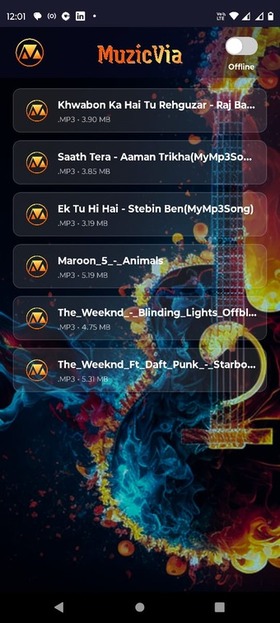 12:01
MuzicVia
Offline
Khwabon Ka Hai Tu Rehguzar - Raj Ba...
.MP3 • 3.90 MB
Saath Tera - Aaman Trikha(MyMp3So...
.MP3 • 3.85 MB
Ek Tu Hi Hai - Stebin Ben(MyMp3Song)
.MP3 • 3.19 MB
Maroon_5_-_Animals
.MP3 • 5.19 MB
The_Weeknd_-_Blinding_Lights_Offbl...
.MP3 • 4.75 MB
The_Weeknd_Ft_Daft_Punk_-_Starbo...
.MP3 • 5.31 MB